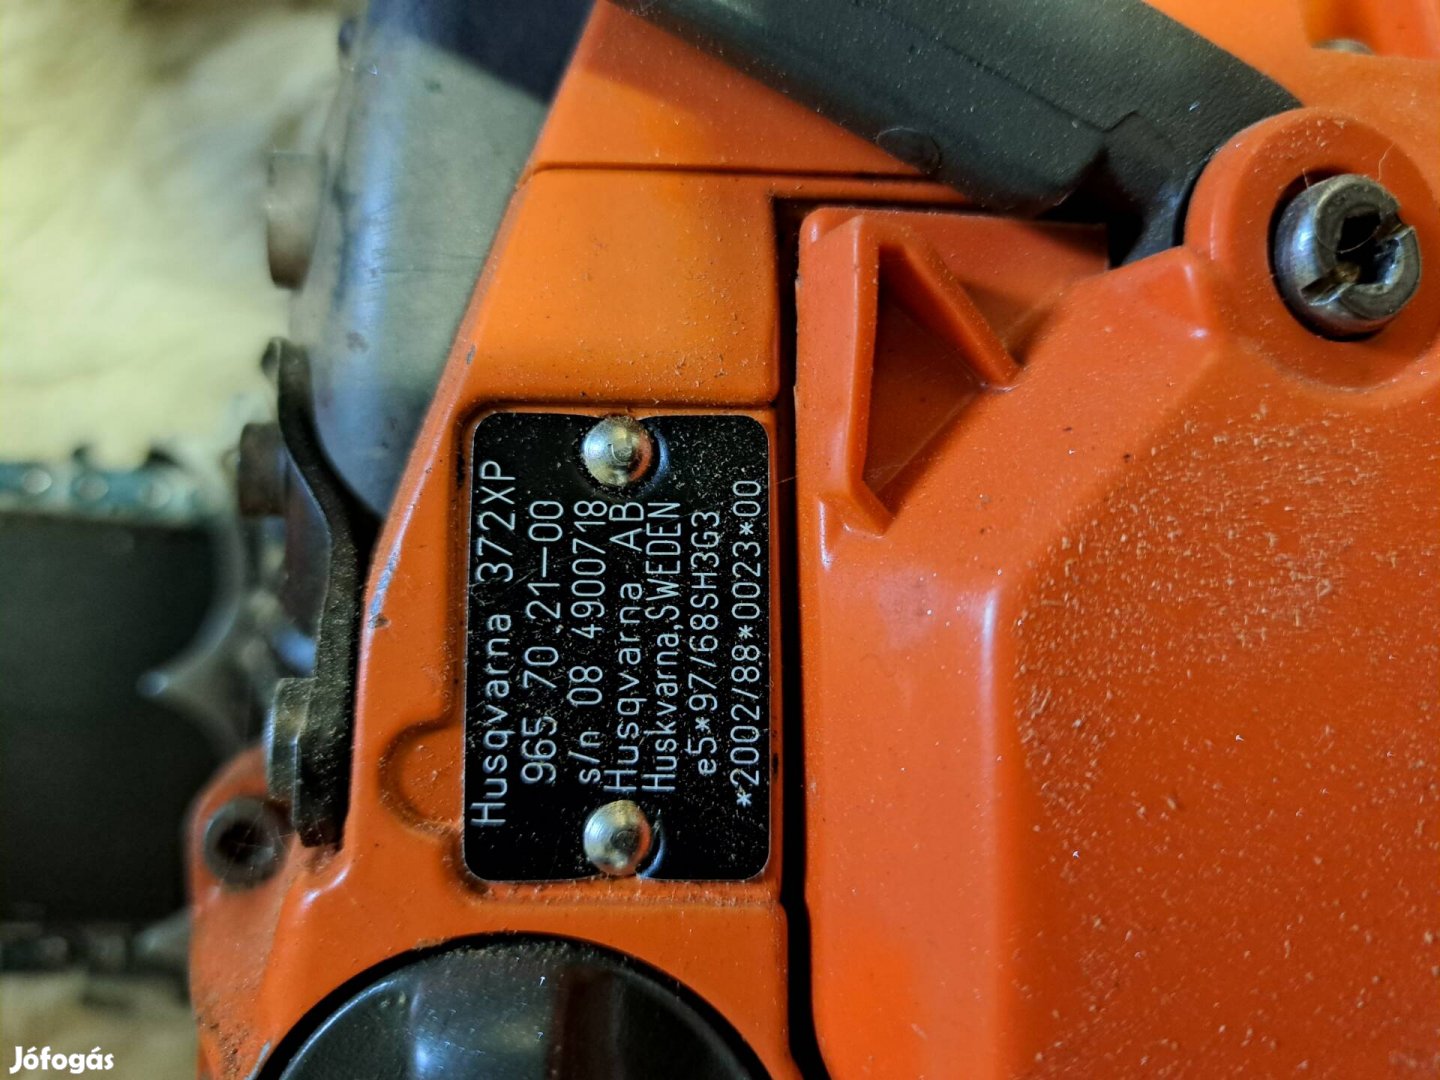 Husqvarna 372XP
965 70 21-00
s/n 08 4900718
Husqvarna AB
Huskvarna, SWEDEN
e5*97/68SH3G3
*2002/88*0023*00
Jófogás